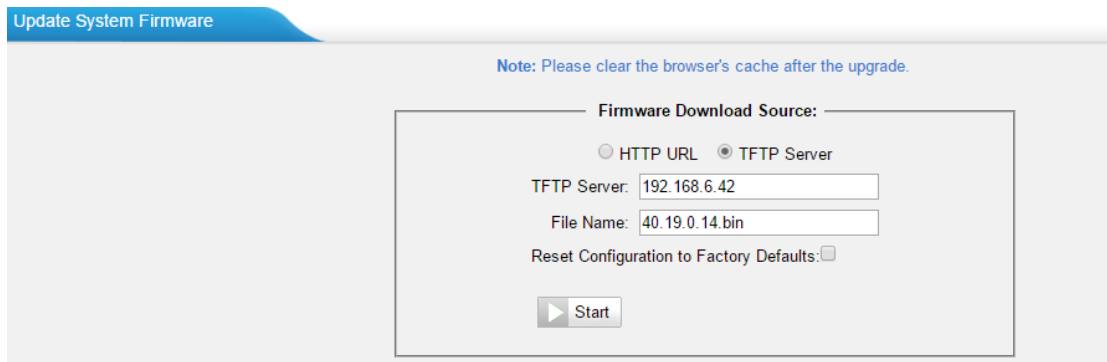 Update System Firmware
Note: Please clear the browser's cache after the upgrade.
Firmware Download Source:
HTTP URL TFTP Server
TFTP Server: 192.168.6.42
File Name: 40.19.0.14.bin
Reset Configuration to Factory Defaults:
Start